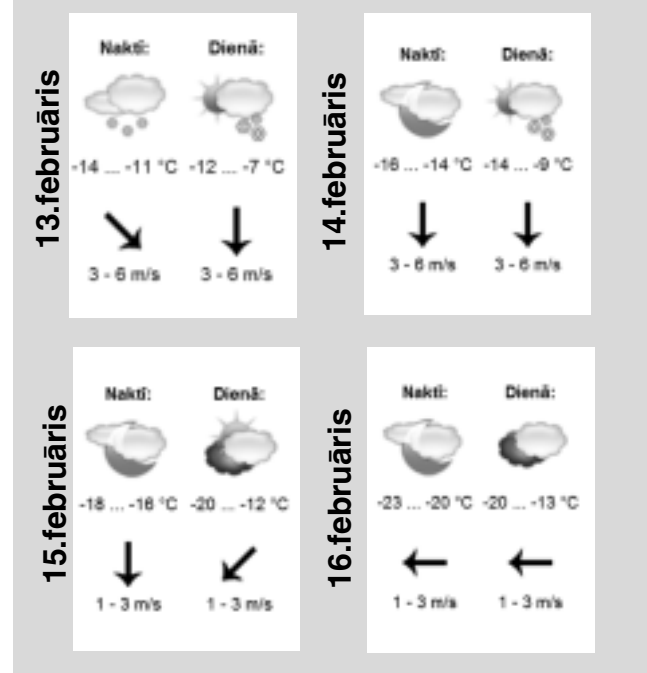 13.februāris
Naktī: Dienā:
-14 ... -11 °C -12 ... -7 °C
3 - 6 m/s 3 - 6 m/s
14.februāris
Naktī: Dienā:
-16 ... -14 °C -14 ... -9 °C
3 - 6 m/s 3 - 6 m/s
15.februāris
Naktī: Dienā:
-18 ... -16 °C -20 ... -12 °C
1 - 3 m/s 1 - 3 m/s
16.februāris
Naktī: Dienā:
-23 ... -20 °C -20 ... -13 °C
1 - 3 m/s 1 - 3 m/s